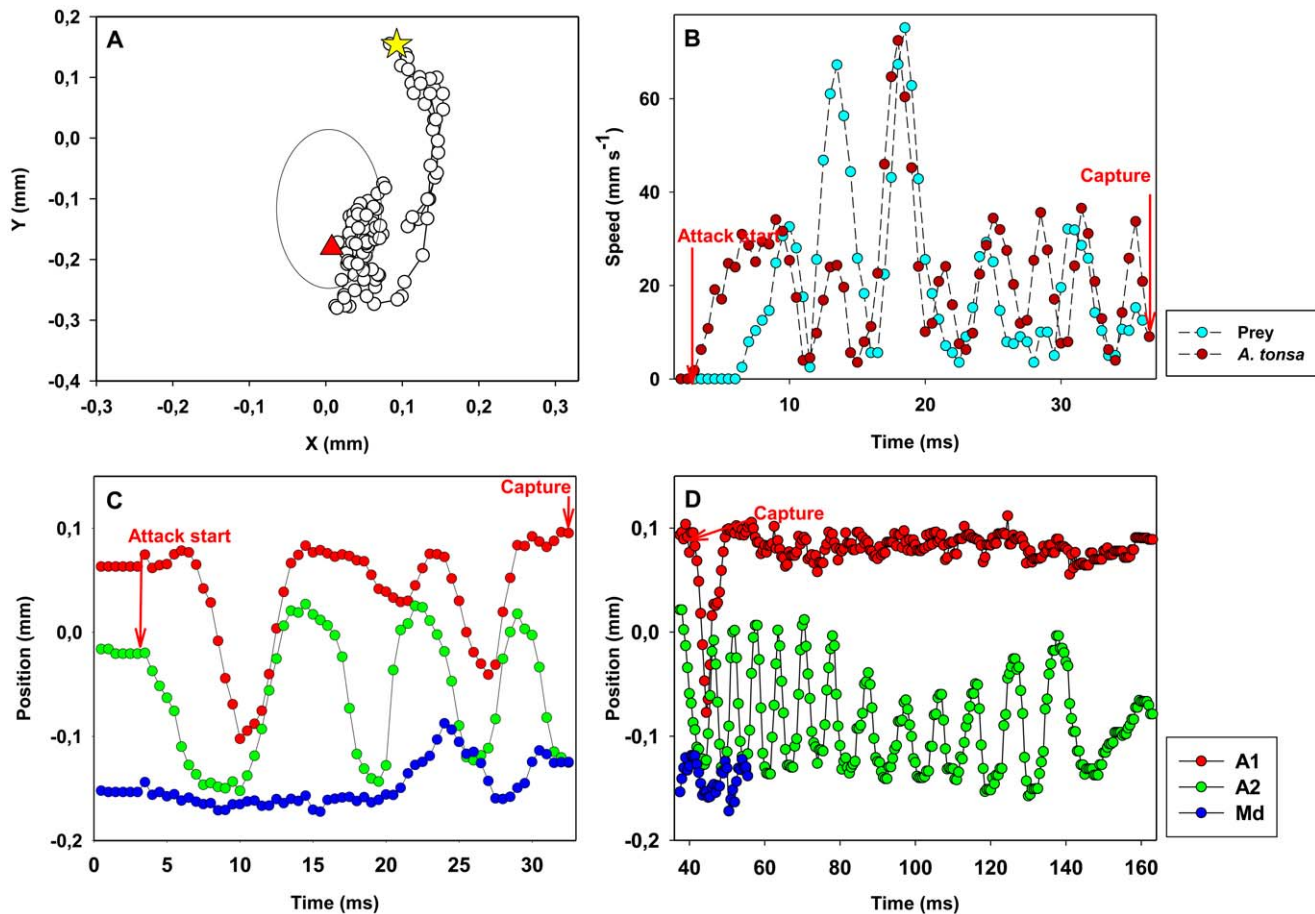 A
0,2
0,1
0,0
-0,1
-0,2
-0,3
-0,4
Y (mm)
-0,3
-0,2
-0,1
0,0
0,1
0,2
0,3
X (mm)
B
60
40
20
0
Speed (mm s-1)
Attack start
Capture
10
20
30
Time (ms)
Prey
A. tonsa
C
0,1
0,0
-0,1
-0,2
Position (mm)
Attack start
Capture
0
5
10
15
20
25
30
Time (ms)
D
0,1
0,0
-0,1
-0,2
Position (mm)
Capture
40
60
80
100
120
140
160
Time (ms)
A1
A2
Md